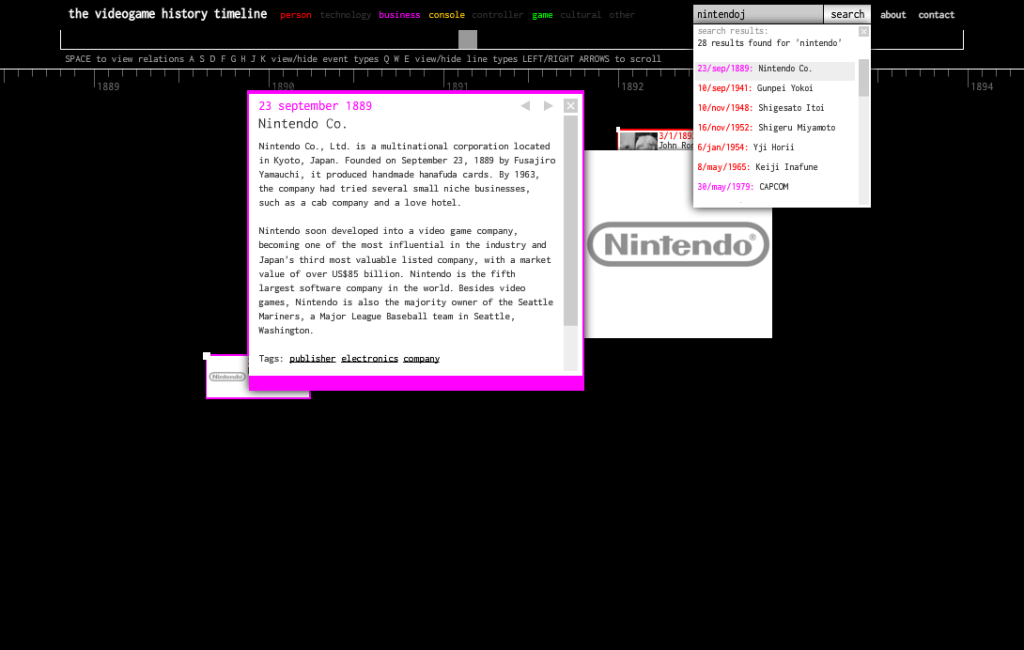 the videogame history timeline person technology business console controller game cultural other
nintendoj search about contact
search results:
28 results found for 'nintendo'
SPACE to view relations A S D F G H J K view/hide event types Q W E view/hide line types LEFT/RIGHT ARROWS to scroll
1889 1890 1891 1892 1894
23/sep/1889: Nintendo Co.
10/sep/1941: Gunpei Yokoi
10/nov/1948: Shigesato Itoi
16/nov/1952: Shigeru Miyamoto
6/jan/1954: Yji Horii
8/may/1965: Keiji Inafune
30/may/1979: CAPCOM
23 september 1889
Nintendo Co.
Nintendo Co., Ltd. is a multinational corporation located
in Kyoto, Japan. Founded on September 23, 1889 by Fusajiro
Yamauchi, it produced handmade hanafuda cards. By 1963,
the company had tried several small niche businesses,
such as a cab company and a love hotel.
Nintendo soon developed into a video game company,
becoming one of the most influential in the industry and
Japan's third most valuable listed company, with a market
value of over US$85 billion. Nintendo is the fifth
largest software company in the world. Besides video
games, Nintendo is also the majority owner of the Seattle
Mariners, a Major League Baseball team in Seattle,
Washington.
Tags: publisher electronics company
3/1/189
John Ro
Nintendo®
Nintendo